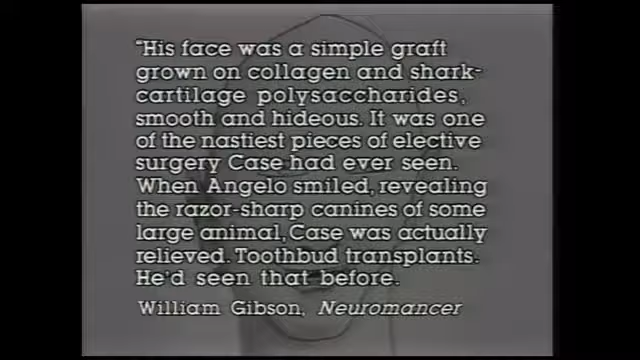 "His face was a simple graft
grown on collagen and shark-
cartilage polysaccharides,
smooth and hideous. It was one
of the nastiest pieces of elective
surgery Case had ever seen.
When Angelo smiled, revealing
the razor-sharp canines of some
large animal, Case was actually
relieved. Toothbud transplants.
He'd seen that before.
William Gibson, Neuromancer